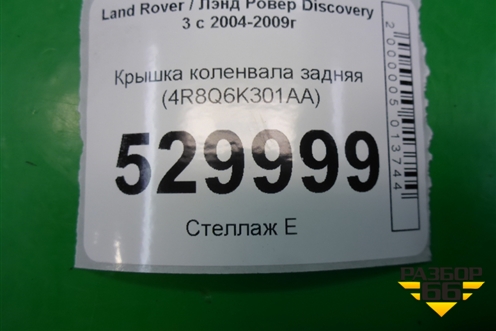 Land Rover / Лэнд Ровер Discovery
3 с 2004-2009г
Крышка коленвала задняя
(4R8Q6K301AA)
529999
Стеллаж Е
2000005013744
РАЗБОР
66